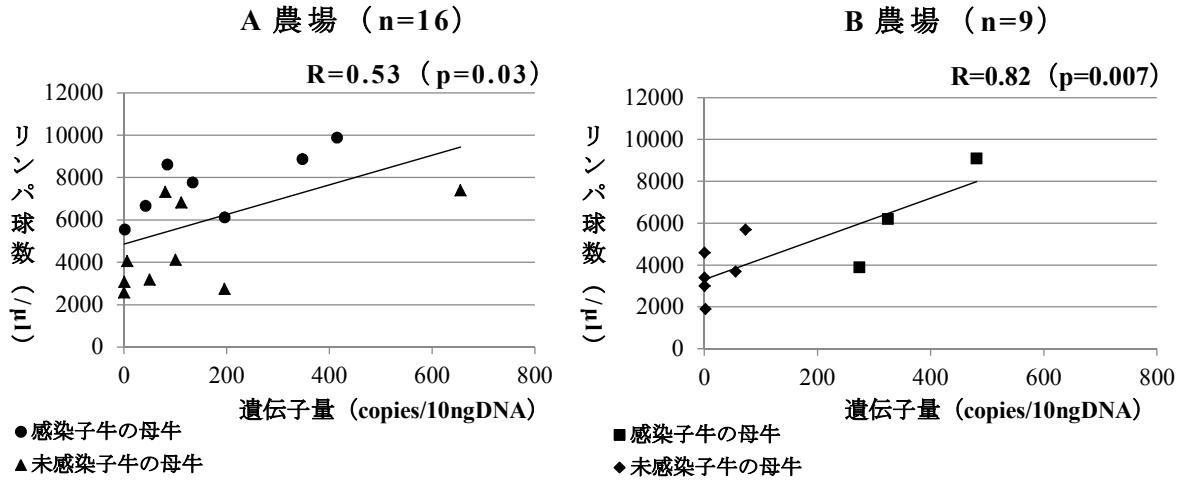 A 農場（n=16）
R=0.53（p=0.03）
12000
10000
8000
6000
4000
2000
0
リンパ球数（/μl）
0 200 400 600 800
遺伝子量（copies/10ngDNA）
●感染子牛の母牛
▲未感染子牛の母牛
B 農場（n=9）
R=0.82（p=0.007）
12000
10000
8000
6000
4000
2000
0
リンパ球数（/μl）
0 200 400 600 800
遺伝子量（copies/10ngDNA）
■感染子牛の母牛
◆未感染子牛の母牛